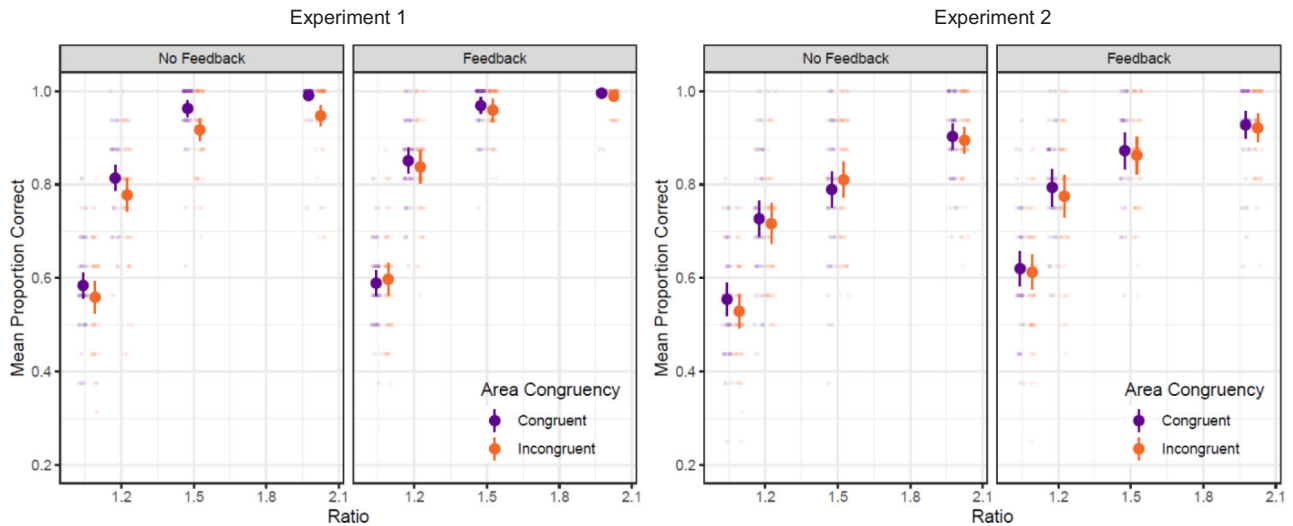 Experiment 1
Experiment 2
No Feedback
Feedback
No Feedback
Feedback
Mean Proportion Correct
1.0
0.8
0.6
0.4
0.2
Area Congruency
Congruent
Incongruent
1.2
1.5
1.8
2.1
1.2
1.5
1.8
2.1
Ratio
Mean Proportion Correct
1.0
0.8
0.6
0.4
0.2
Area Congruency
Congruent
Incongruent
1.2
1.5
1.8
2.1
1.2
1.5
1.8
2.1
Ratio